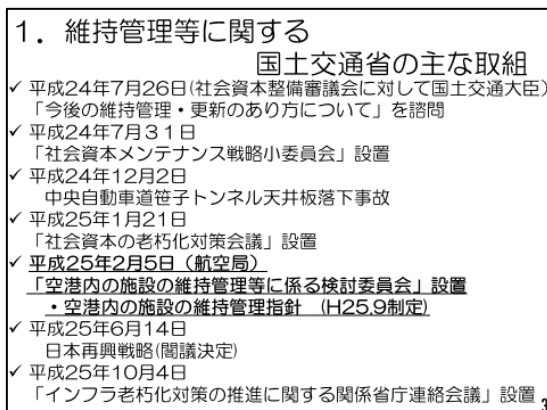 1．維持管理等に関する
国土交通省の主な取組
✓ 平成24年7月26日(社会資本整備審議会に対して国土交通大臣)
「今後の維持管理・更新のあり方について」を諮問
✓ 平成24年7月３１日
「社会資本メンテナンス戦略小委員会」設置
✓ 平成24年12月2日
中央自動車道笹子トンネル天井板落下事故
✓ 平成25年1月21日
「社会資本の老朽化対策会議」設置
✓ 平成25年2月5日（航空局）
「空港内の施設の維持管理等に係る検討委員会」設置
・空港内の施設の維持管理指針　(H25.9制定)
✓ 平成25年6月14日
日本再興戦略(閣議決定)
✓ 平成25年10月4日
「インフラ老朽化対策の推進に関する関係省庁連絡会議」設置
3